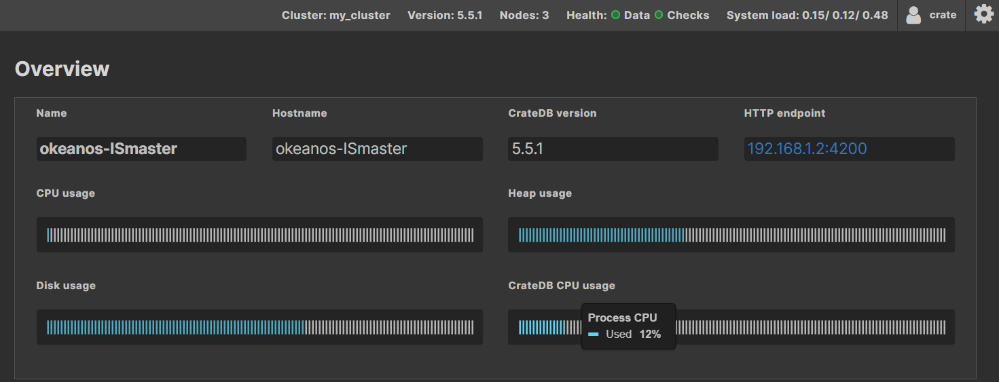 Cluster: my_cluster Version: 5.5.1 Nodes: 3 Health: Data Checks System load: 0.15/ 0.12/ 0.48 crate
Overview
Name Hostname CrateDB version HTTP endpoint
okeanos-ISmaster okeanos-ISmaster 5.5.1 192.168.1.2:4200
CPU usage Heap usage
Disk usage CrateDB CPU usage
Process CPU
Used 12%